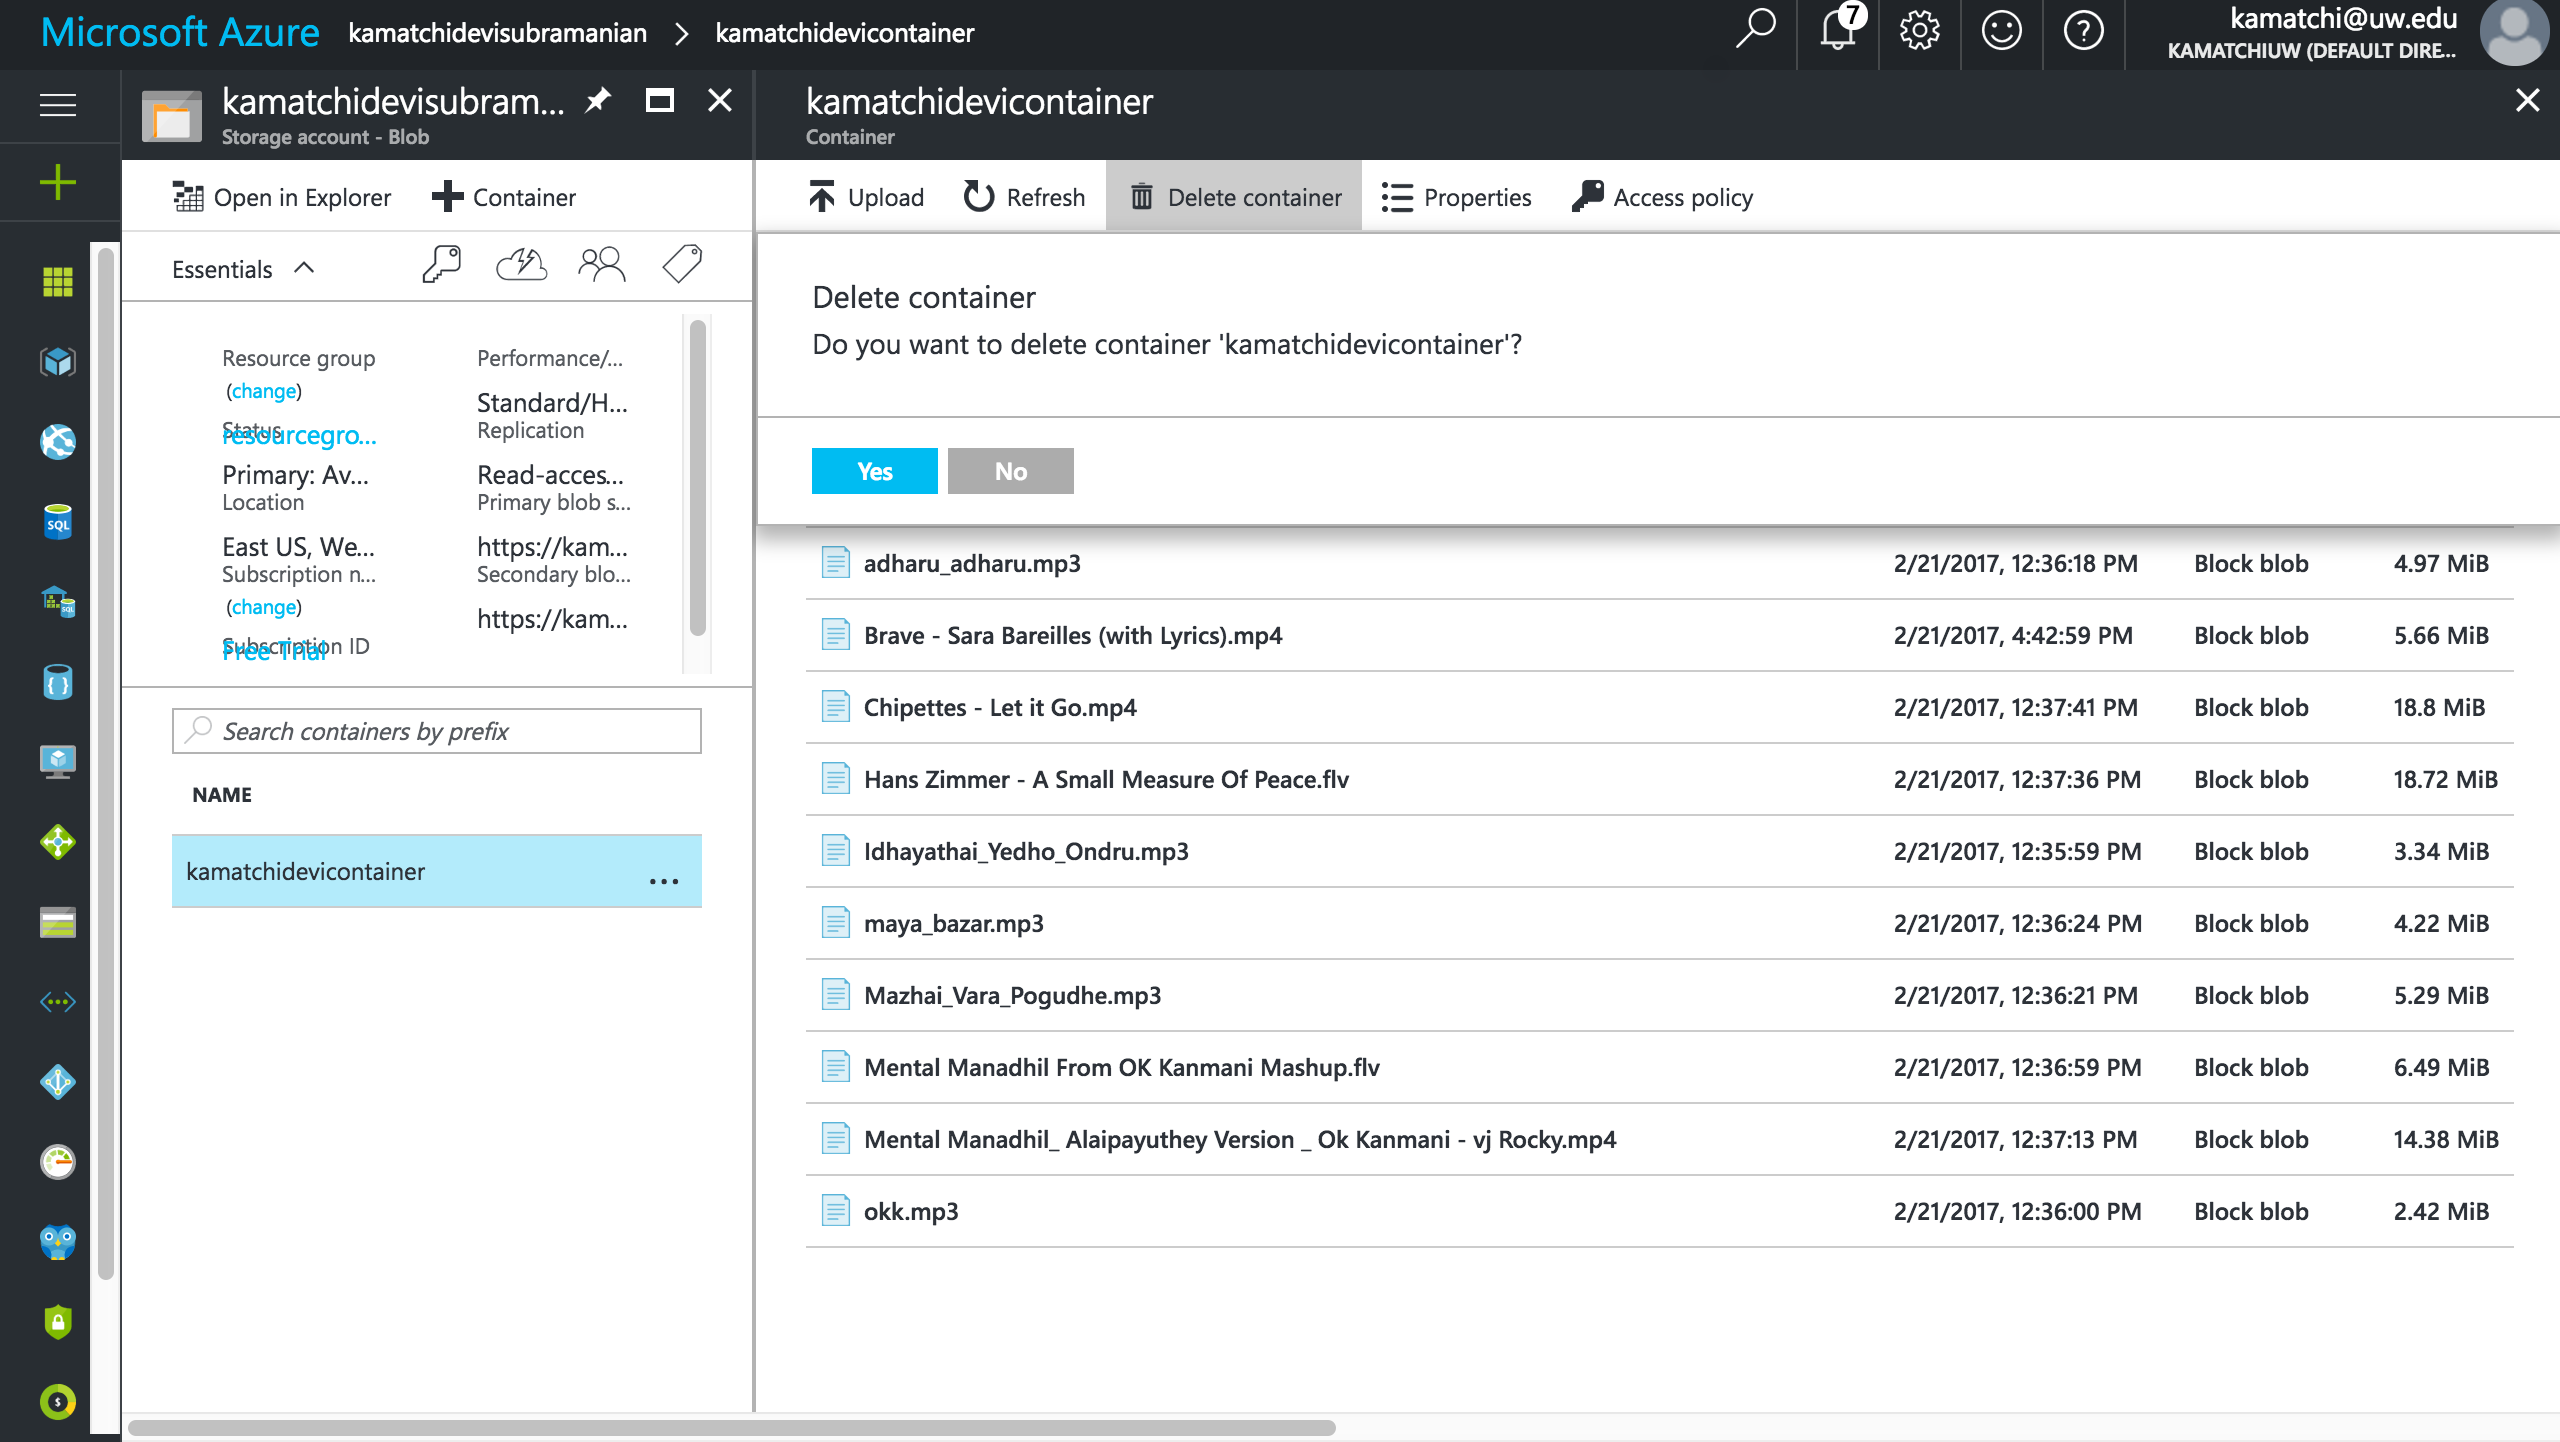 Microsoft Azure kamatchidevisubramanian > kamatchidevicontainer
7
kamatchi@uw.edu
KAMATCHIUW (DEFAULT DIRE...
kamatchidevisubram...
Storage account - Blob
Open in Explorer
Container
Essentials
Resource group
(change)
Status
resourcegro...
Primary: Av...
Location
East US, We...
Subscription n...
(change)
Subscription ID
Free Trial
Performance/...
Standard/H...
Replication
Read-acces...
Primary blob s...
https://kam...
Secondary blo...
https://kam...
Search containers by prefix
NAME
kamatchidevicontainer ...
kamatchidevicontainer
Container
Upload Refresh Delete container Properties Access policy
Delete container
Do you want to delete container 'kamatchidevicontainer'?
Yes No
adharu_adharu.mp3 2/21/2017, 12:36:18 PM Block blob 4.97 MiB
Brave - Sara Bareilles (with Lyrics).mp4 2/21/2017, 4:42:59 PM Block blob 5.66 MiB
Chipettes - Let it Go.mp4 2/21/2017, 12:37:41 PM Block blob 18.8 MiB
Hans Zimmer - A Small Measure Of Peace.flv 2/21/2017, 12:37:36 PM Block blob 18.72 MiB
Idhayathai_Yedho_Ondru.mp3 2/21/2017, 12:35:59 PM Block blob 3.34 MiB
maya_bazar.mp3 2/21/2017, 12:36:24 PM Block blob 4.22 MiB
Mazhai_Vara_Pogudhe.mp3 2/21/2017, 12:36:21 PM Block blob 5.29 MiB
Mental Manadhil From OK Kanmani Mashup.flv 2/21/2017, 12:36:59 PM Block blob 6.49 MiB
Mental Manadhil_ Alaipayuthey Version _ Ok Kanmani - vj Rocky.mp4 2/21/2017, 12:37:13 PM Block blob 14.38 MiB
okk.mp3 2/21/2017, 12:36:00 PM Block blob 2.42 MiB
SQL
SQL